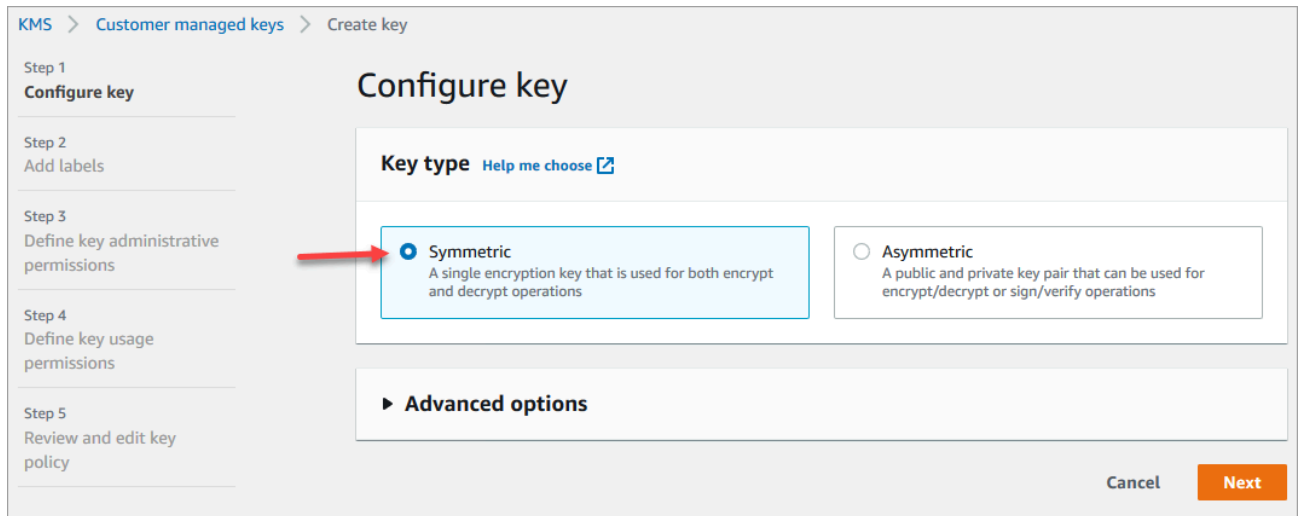 KMS > Customer managed keys > Create key
Step 1
Configure key
Step 2
Add labels
Step 3
Define key administrative
permissions
Step 4
Define key usage
permissions
Step 5
Review and edit key
policy
Configure key
Key type Help me choose
Symmetric
A single encryption key that is used for both encrypt
and decrypt operations
Asymmetric
A public and private key pair that can be used for
encrypt/decrypt or sign/verify operations
Advanced options
Cancel Next